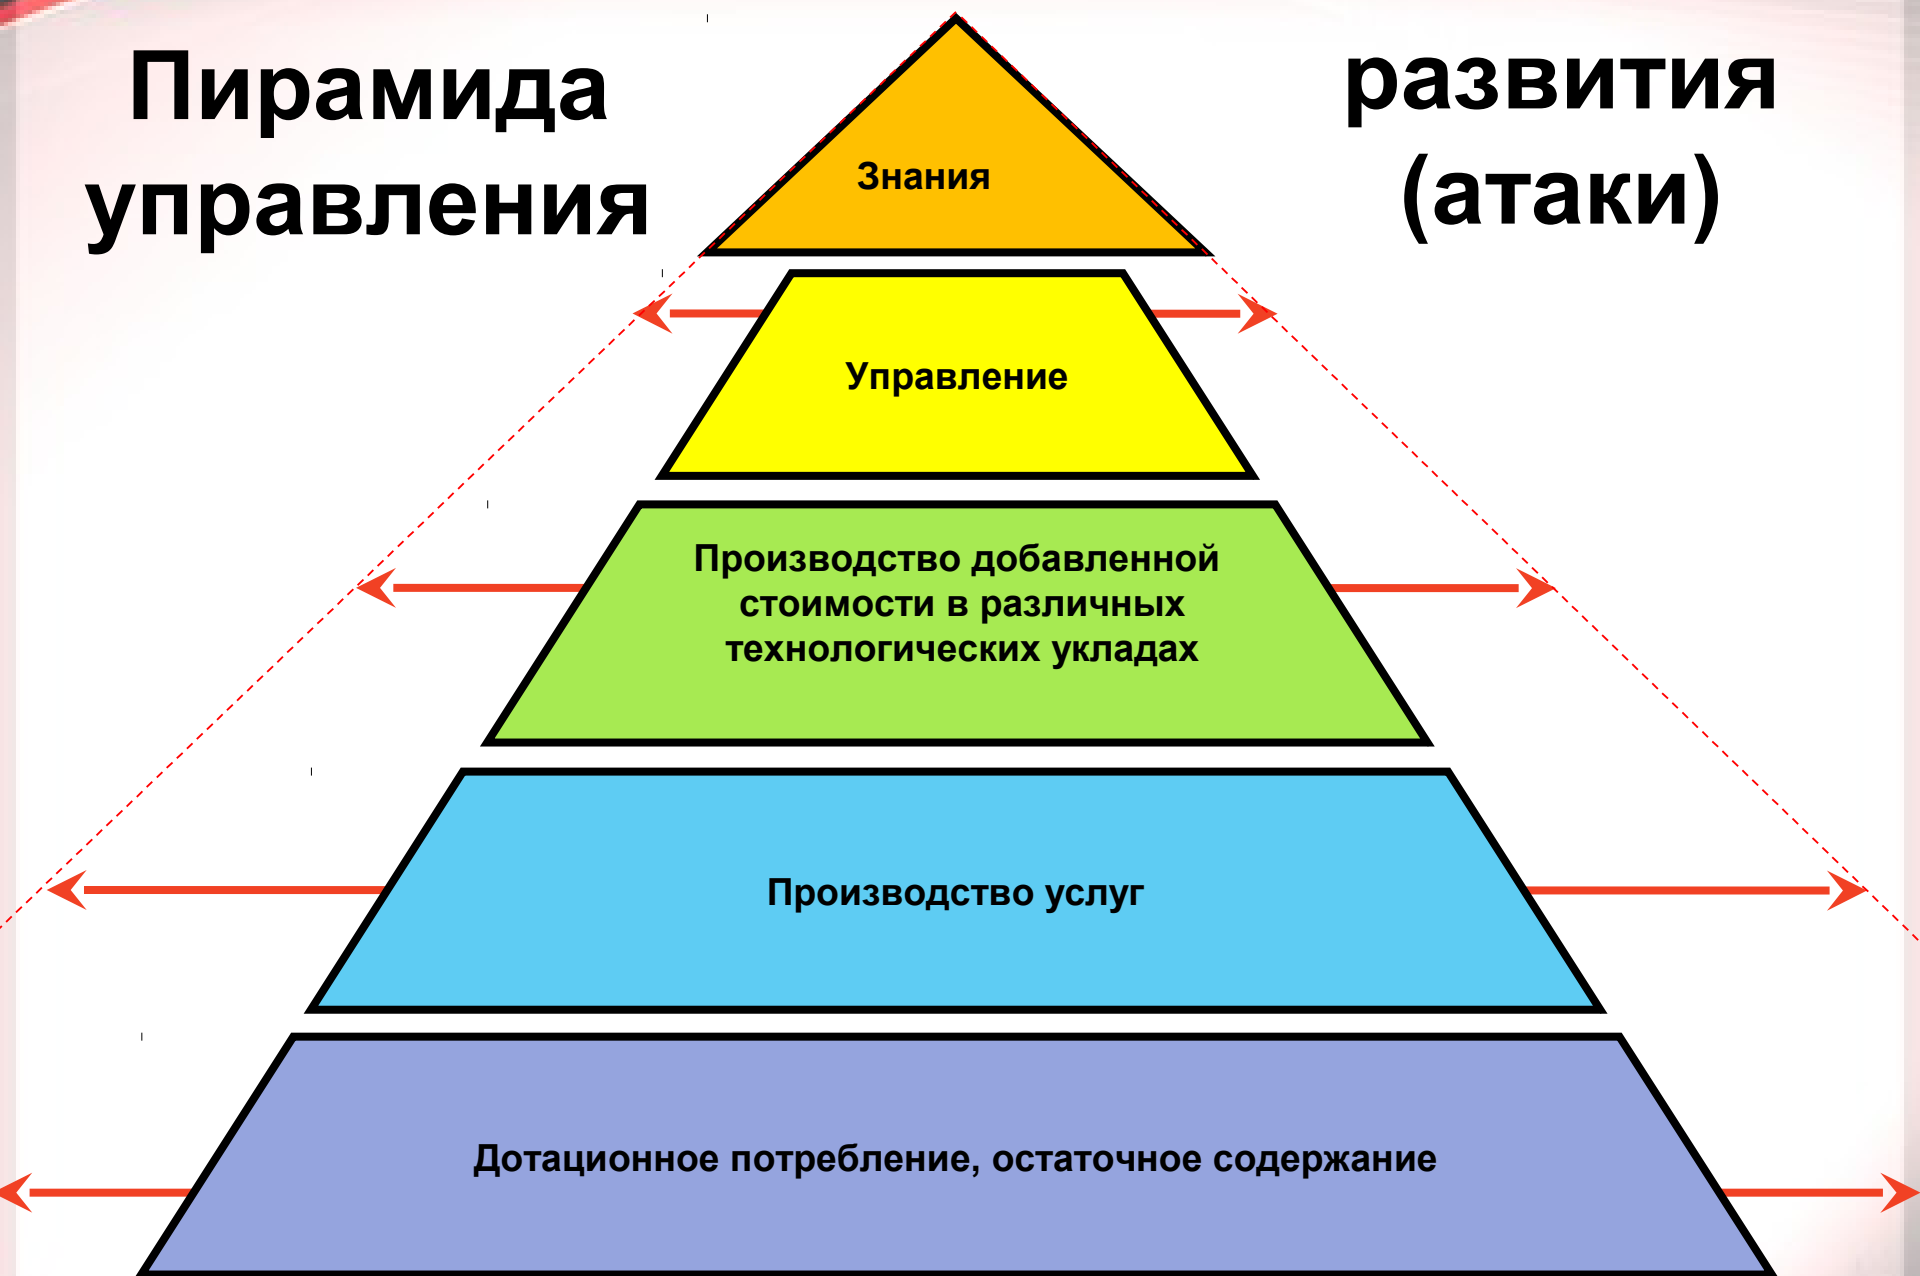 Пирамида
управления
развития
(атаки)
Знания
Управление
Производство добавленной
стоимости в различных
технологических укладах
Производство услуг
Дотационное потребление, остаточное содержание